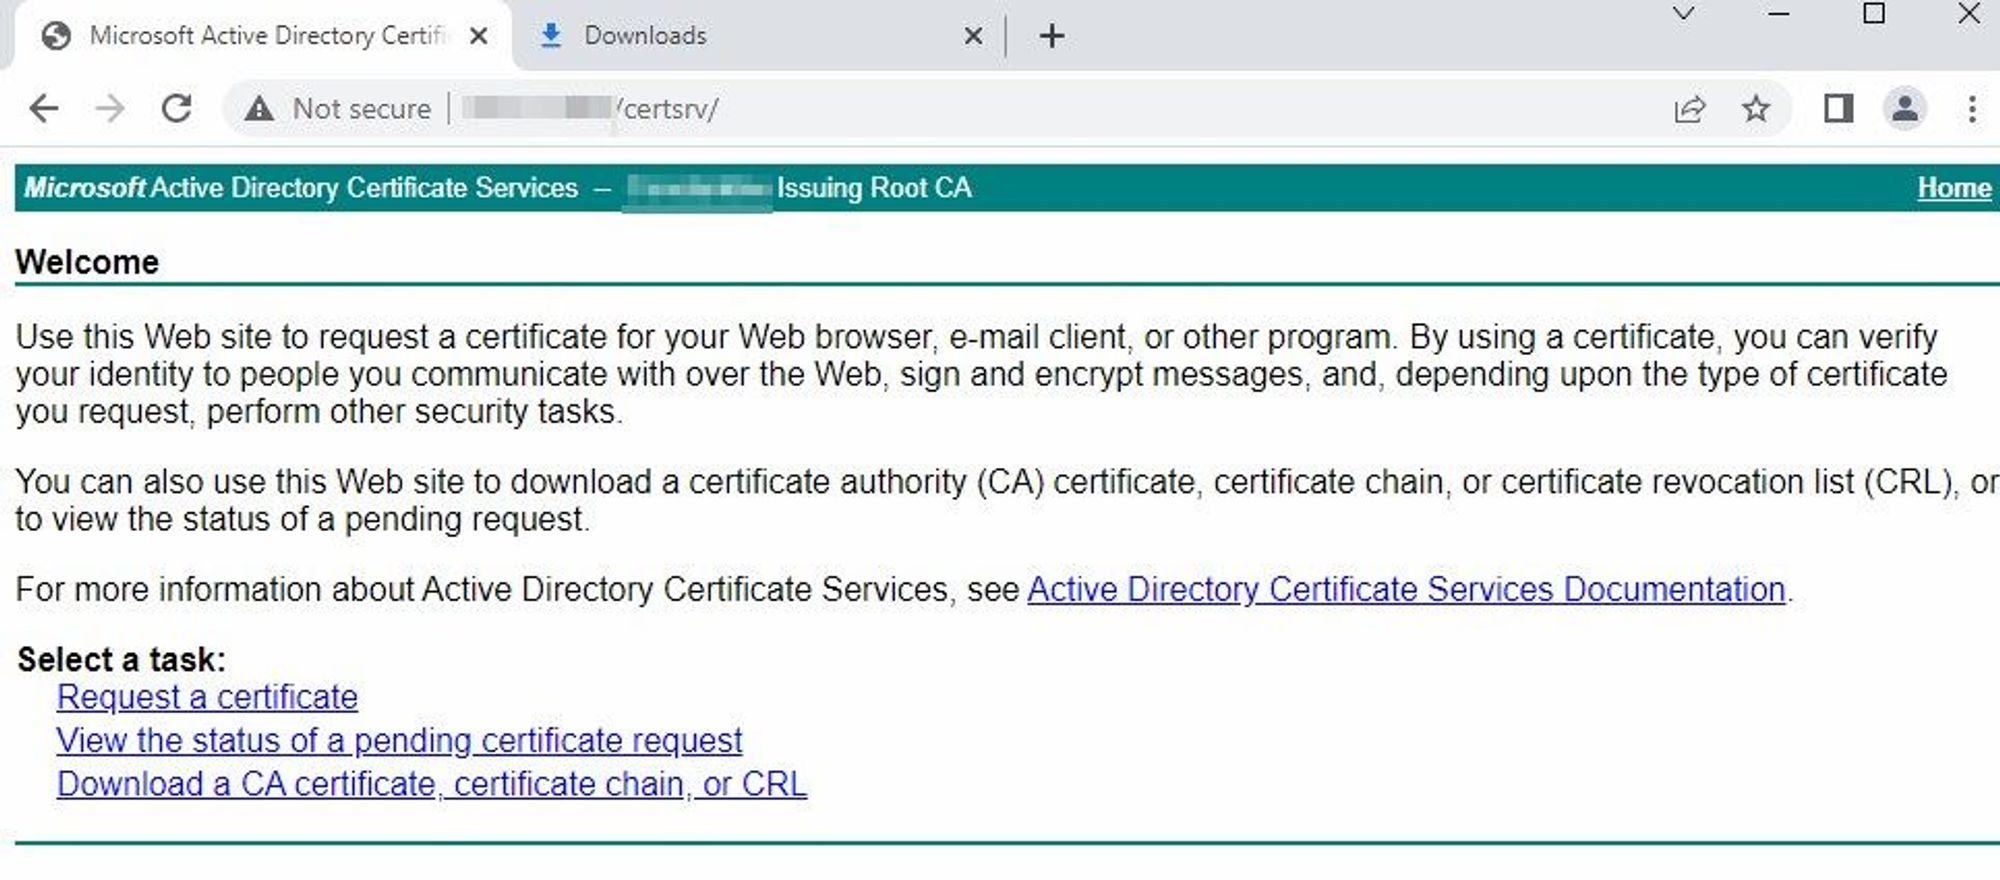 Microsoft Active Directory Certifi
Downloads
Not secure
/certsrv/
Microsoft Active Directory Certificate Services – Issuing Root CA
Home
Welcome
Use this Web site to request a certificate for your Web browser, e-mail client, or other program. By using a certificate, you can verify
your identity to people you communicate with over the Web, sign and encrypt messages, and, depending upon the type of certificate
you request, perform other security tasks.
You can also use this Web site to download a certificate authority (CA) certificate, certificate chain, or certificate revocation list (CRL), or
to view the status of a pending request.
For more information about Active Directory Certificate Services, see Active Directory Certificate Services Documentation.
Select a task:
Request a certificate
View the status of a pending certificate request
Download a CA certificate, certificate chain, or CRL